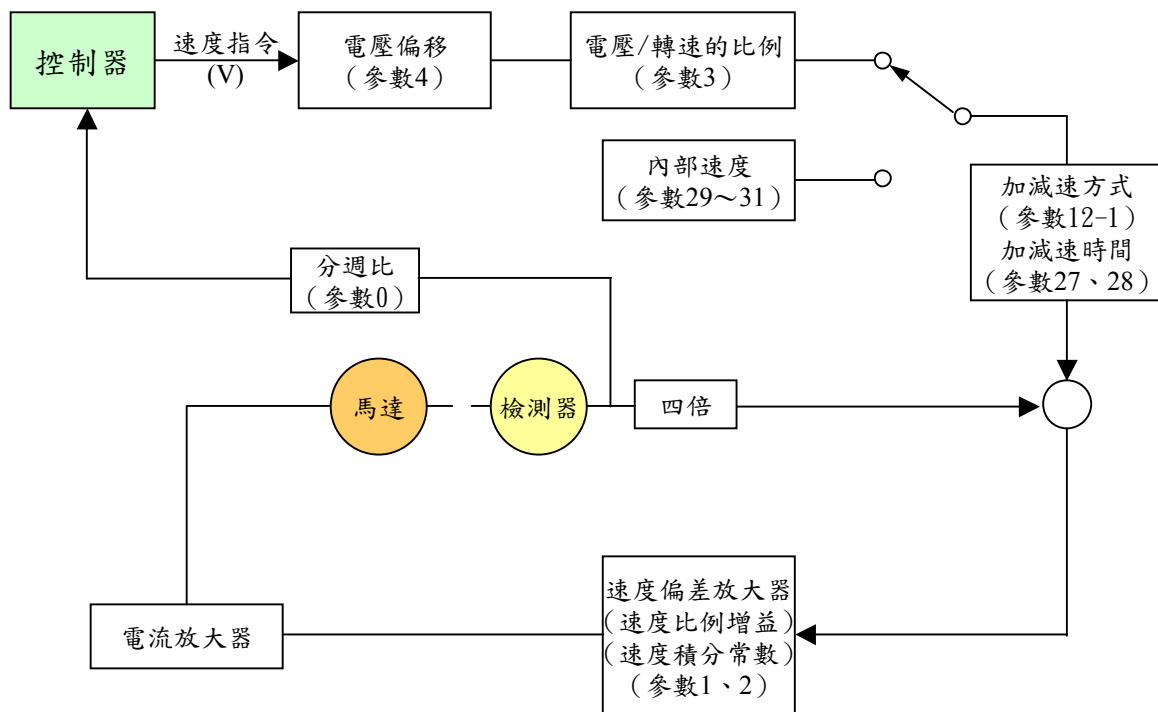 控制器
速度指令
(V)
電壓偏移
(參數4)
電壓/轉速的比例
(參數3)
內部速度
(參數29～31)
加減速方式
(參數12-1)
加減速時間
(參數27、28)
分週比
(參數0)
馬達
檢測器
四倍
電流放大器
速度偏差放大器
(速度比例增益)
(速度積分常數)
(參數1、2)